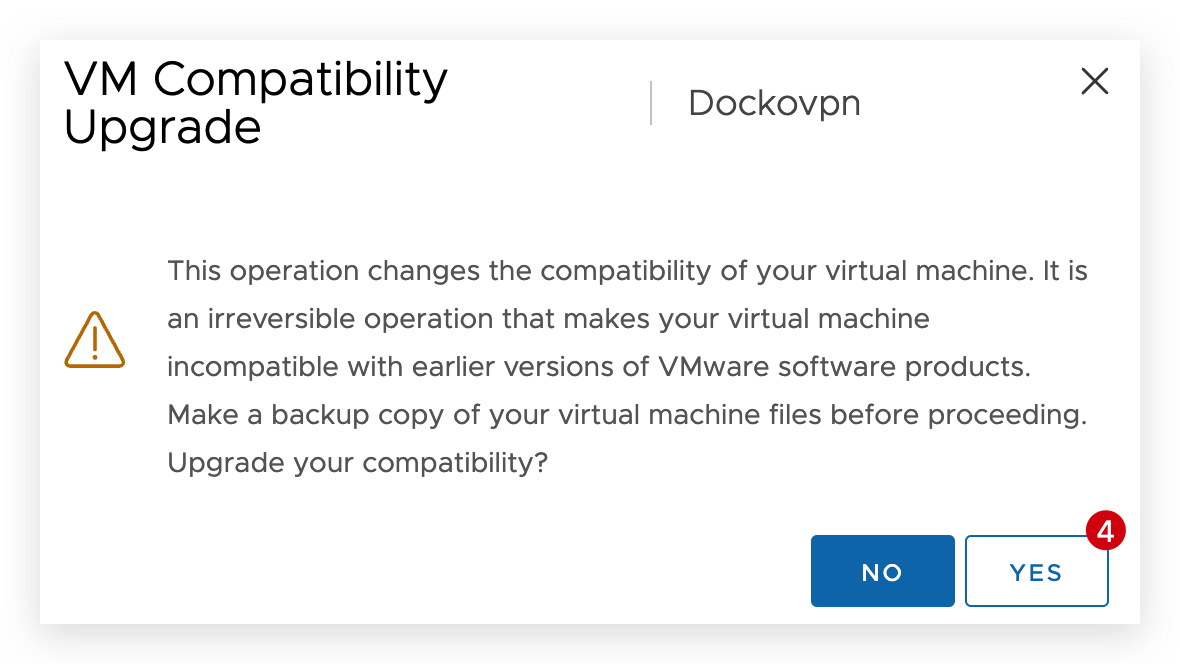 VM Compatibility
Upgrade
Dockovpn
This operation changes the compatibility of your virtual machine. It is
an irreversible operation that makes your virtual machine
incompatible with earlier versions of VMware software products.
Make a backup copy of your virtual machine files before proceeding.
Upgrade your compatibility?
4
NO
YES